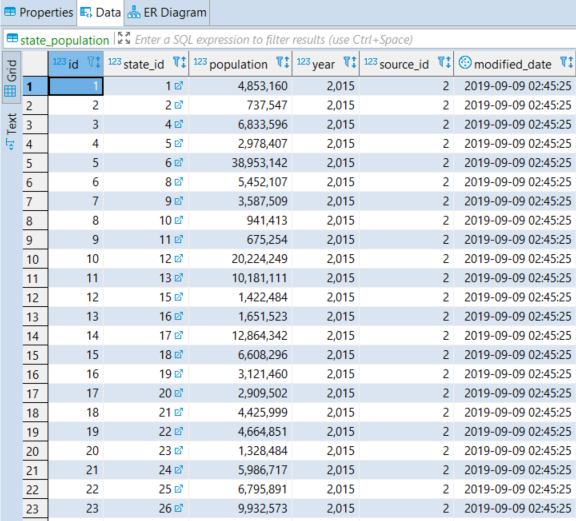 Properties Data ER Diagram
state_population Enter a SQL expression to filter results (use Ctrl+Space)
Grid
Text
123 id 123 state_id 123 population 123 year 123 source_id modified_date
1 1 1 4,853,160 2,015 2 2019-09-09 02:45:25
2 2 2 737,547 2,015 2 2019-09-09 02:45:25
3 3 4 6,833,596 2,015 2 2019-09-09 02:45:25
4 4 5 2,978,407 2,015 2 2019-09-09 02:45:25
5 5 6 38,953,142 2,015 2 2019-09-09 02:45:25
6 6 8 5,452,107 2,015 2 2019-09-09 02:45:25
7 7 9 3,587,509 2,015 2 2019-09-09 02:45:25
8 8 10 941,413 2,015 2 2019-09-09 02:45:25
9 9 11 675,254 2,015 2 2019-09-09 02:45:25
10 10 12 20,224,249 2,015 2 2019-09-09 02:45:25
11 11 13 10,181,111 2,015 2 2019-09-09 02:45:25
12 12 15 1,422,484 2,015 2 2019-09-09 02:45:25
13 13 16 1,651,523 2,015 2 2019-09-09 02:45:25
14 14 17 12,864,342 2,015 2 2019-09-09 02:45:25
15 15 18 6,608,296 2,015 2 2019-09-09 02:45:25
16 16 19 3,121,460 2,015 2 2019-09-09 02:45:25
17 17 20 2,909,502 2,015 2 2019-09-09 02:45:25
18 18 21 4,425,999 2,015 2 2019-09-09 02:45:25
19 19 22 4,664,851 2,015 2 2019-09-09 02:45:25
20 20 23 1,328,484 2,015 2 2019-09-09 02:45:25
21 21 24 5,986,717 2,015 2 2019-09-09 02:45:25
22 22 25 6,795,891 2,015 2 2019-09-09 02:45:25
23 23 26 9,932,573 2,015 2 2019-09-09 02:45:25